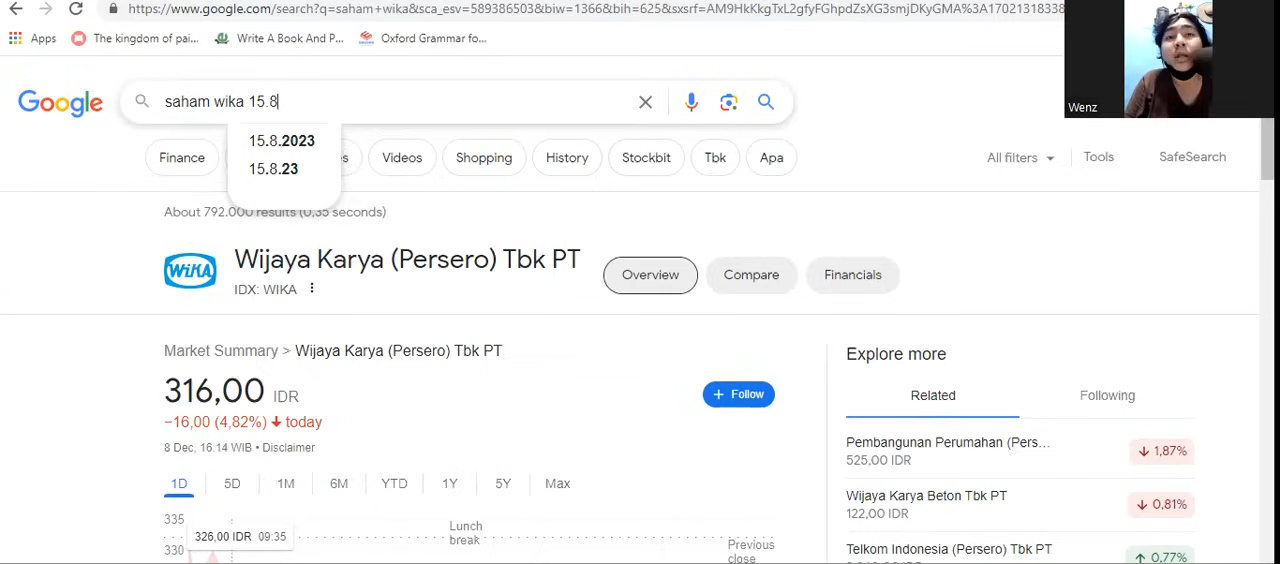 https://www.google.com/search?q=saham+wika&sca_esv=589386503&biw=1366&bih=625&sxsrf=AM9HkKkgTxL2gfyFGhpdZsXG3smjDKyGMA%3A17021318338
Apps The kingdom of pai... Write A Book And P... Oxford Grammar fo...
Wenz
Google saham wika 15.8
15.8.2023
15.8.23
Finance Videos Shopping History Stockbit Tbk Apa All filters Tools SafeSearch
About 792.000 results (0,35 seconds)
WIKA Wijaya Karya (Persero) Tbk PT
IDX: WIKA
Overview Compare Financials
Market Summary > Wijaya Karya (Persero) Tbk PT
316,00 IDR
+ Follow
−16,00 (4,82%) today
8 Dec, 16.14 WIB • Disclaimer
1D 5D 1M 6M YTD 1Y 5Y Max
335
326,00 IDR 09:35
330
Lunch
break
Previous
close
Explore more
Related Following
Pembangunan Perumahan (Pers...
525,00 IDR
1,87%
Wijaya Karya Beton Tbk PT
122,00 IDR
0,81%
Telkom Indonesia (Persero) Tbk PT
0,77%